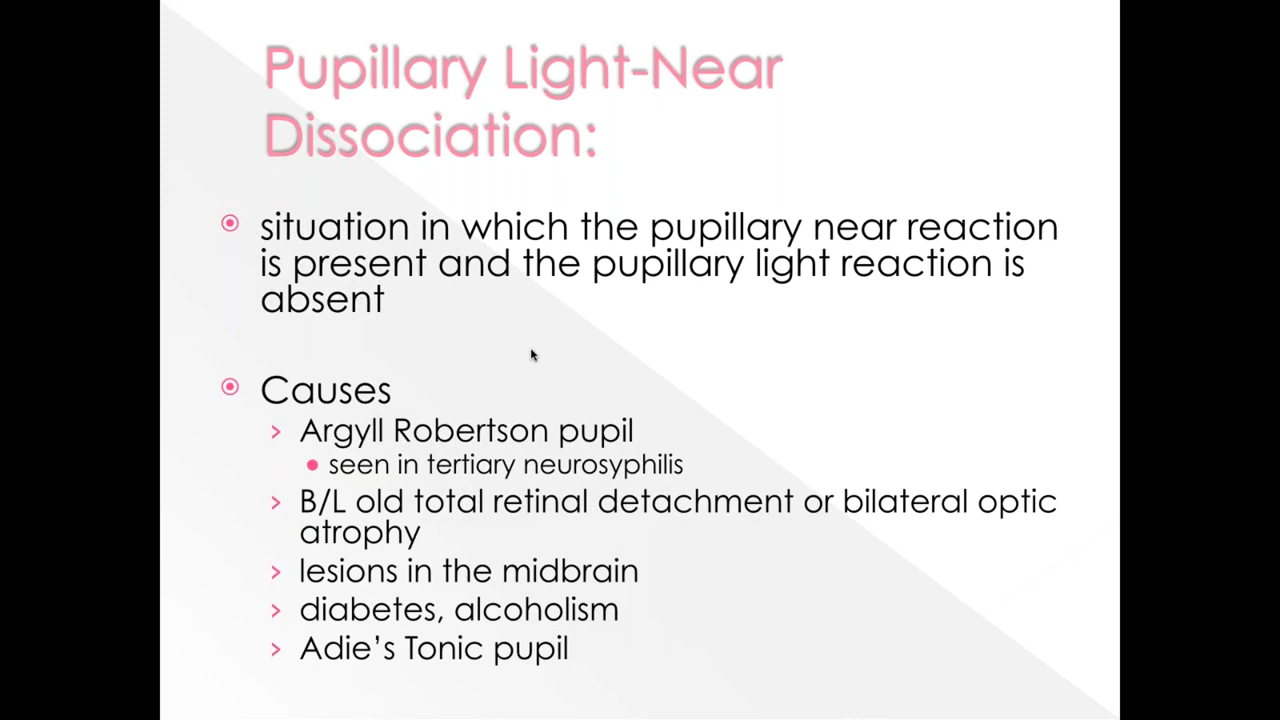 Pupillary Light-Near
Dissociation:
situation in which the pupillary near reaction
is present and the pupillary light reaction is
absent
Causes
Argyll Robertson pupil
seen in tertiary neurosyphilis
B/L old total retinal detachment or bilateral optic
atrophy
lesions in the midbrain
diabetes, alcoholism
Adie’s Tonic pupil